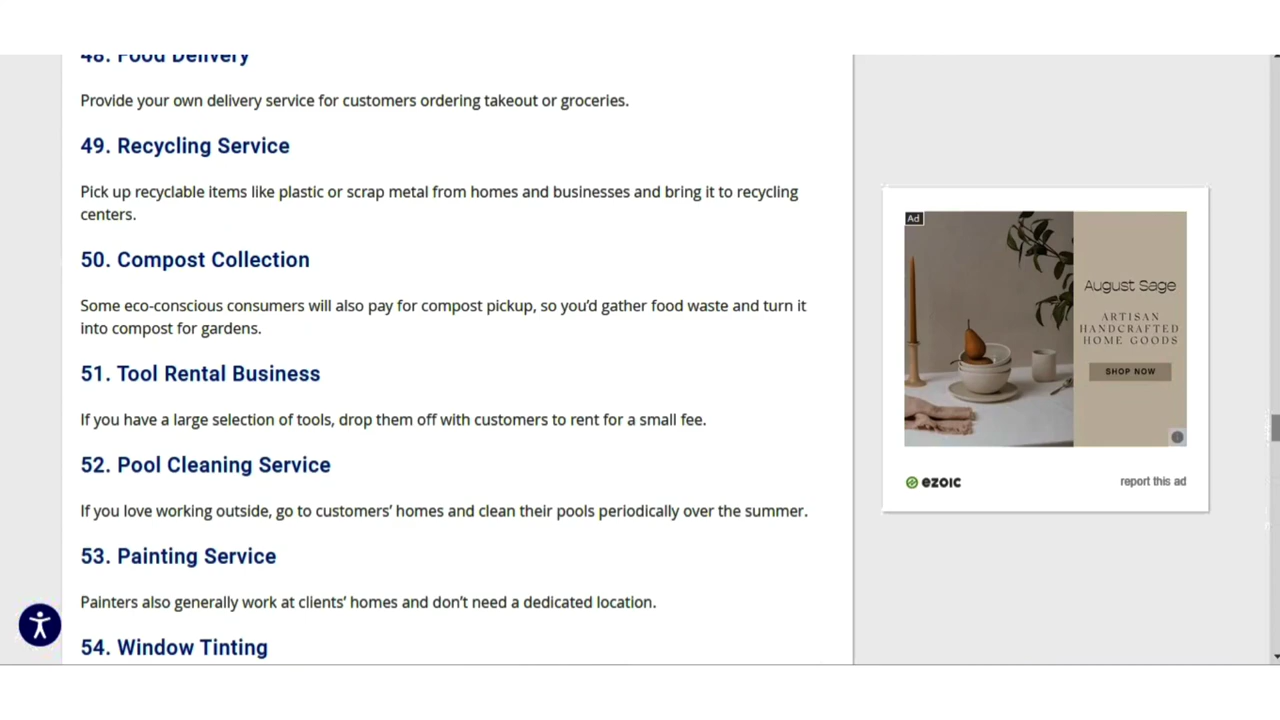 48. Food Delivery
Provide your own delivery service for customers ordering takeout or groceries.
49. Recycling Service
Pick up recyclable items like plastic or scrap metal from homes and businesses and bring it to recycling
centers.
50. Compost Collection
Some eco-conscious consumers will also pay for compost pickup, so you’d gather food waste and turn it
into compost for gardens.
51. Tool Rental Business
If you have a large selection of tools, drop them off with customers to rent for a small fee.
52. Pool Cleaning Service
If you love working outside, go to customers’ homes and clean their pools periodically over the summer.
53. Painting Service
Painters also generally work at clients’ homes and don’t need a dedicated location.
54. Window Tinting
Ad
August Sage
ARTISAN
HANDCRAFTED
HOME GOODS
SHOP NOW
ezoic
report this ad